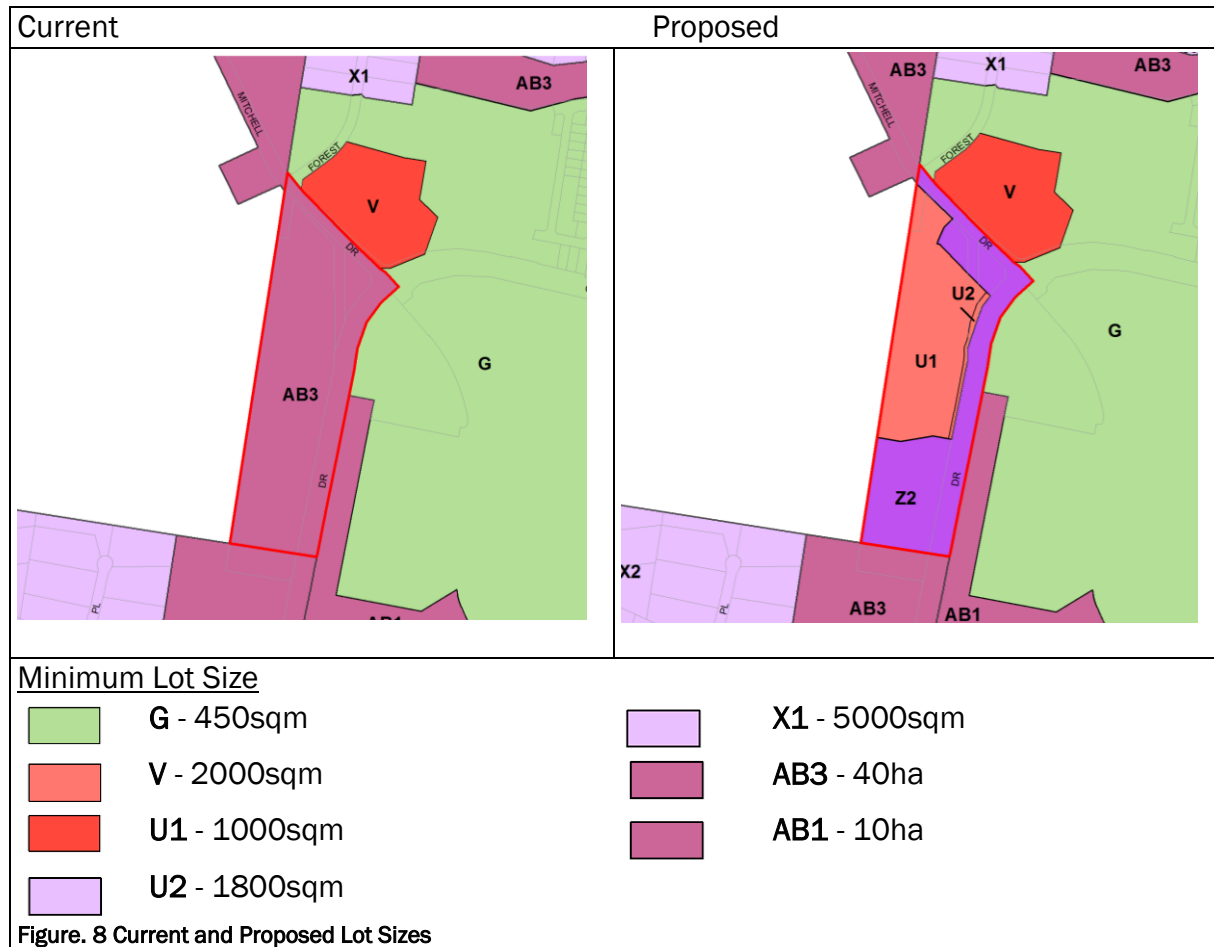 Current
Proposed
X1
AB3
MITCHELL
FOREST
V
DR
G
AB3
DR
PL
AB3
X1
AB3
MITCHELL
FOREST
V
DR
U2
G
U1
Z2
DR
X2
PL
AB3
AB1
Minimum Lot Size
G - 450sqm
V - 2000sqm
U1 - 1000sqm
U2 - 1800sqm
X1 - 5000sqm
AB3 - 40ha
AB1 - 10ha
Figure. 8 Current and Proposed Lot Sizes